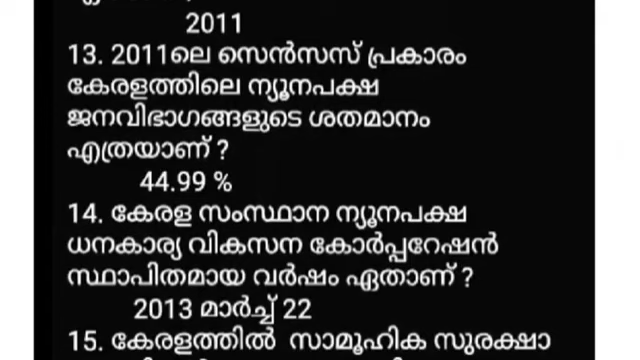 2011
13. 2011ലെ സെൻസസ് പ്രകാരം
കേരളത്തിലെ ന്യൂനപക്ഷ
ജനവിഭാഗങ്ങളുടെ ശതമാനം
എത്രയാണ് ?
44.99 %
14. കേരള സംസ്ഥാന ന്യൂനപക്ഷ
ധനകാര്യ വികസന കോർപ്പറേഷൻ
സ്ഥാപിതമായ വർഷം ഏതാണ് ?
2013 മാർച്ച് 22
15. കേരളത്തിൽ സാമൂഹിക സുരക്ഷാ